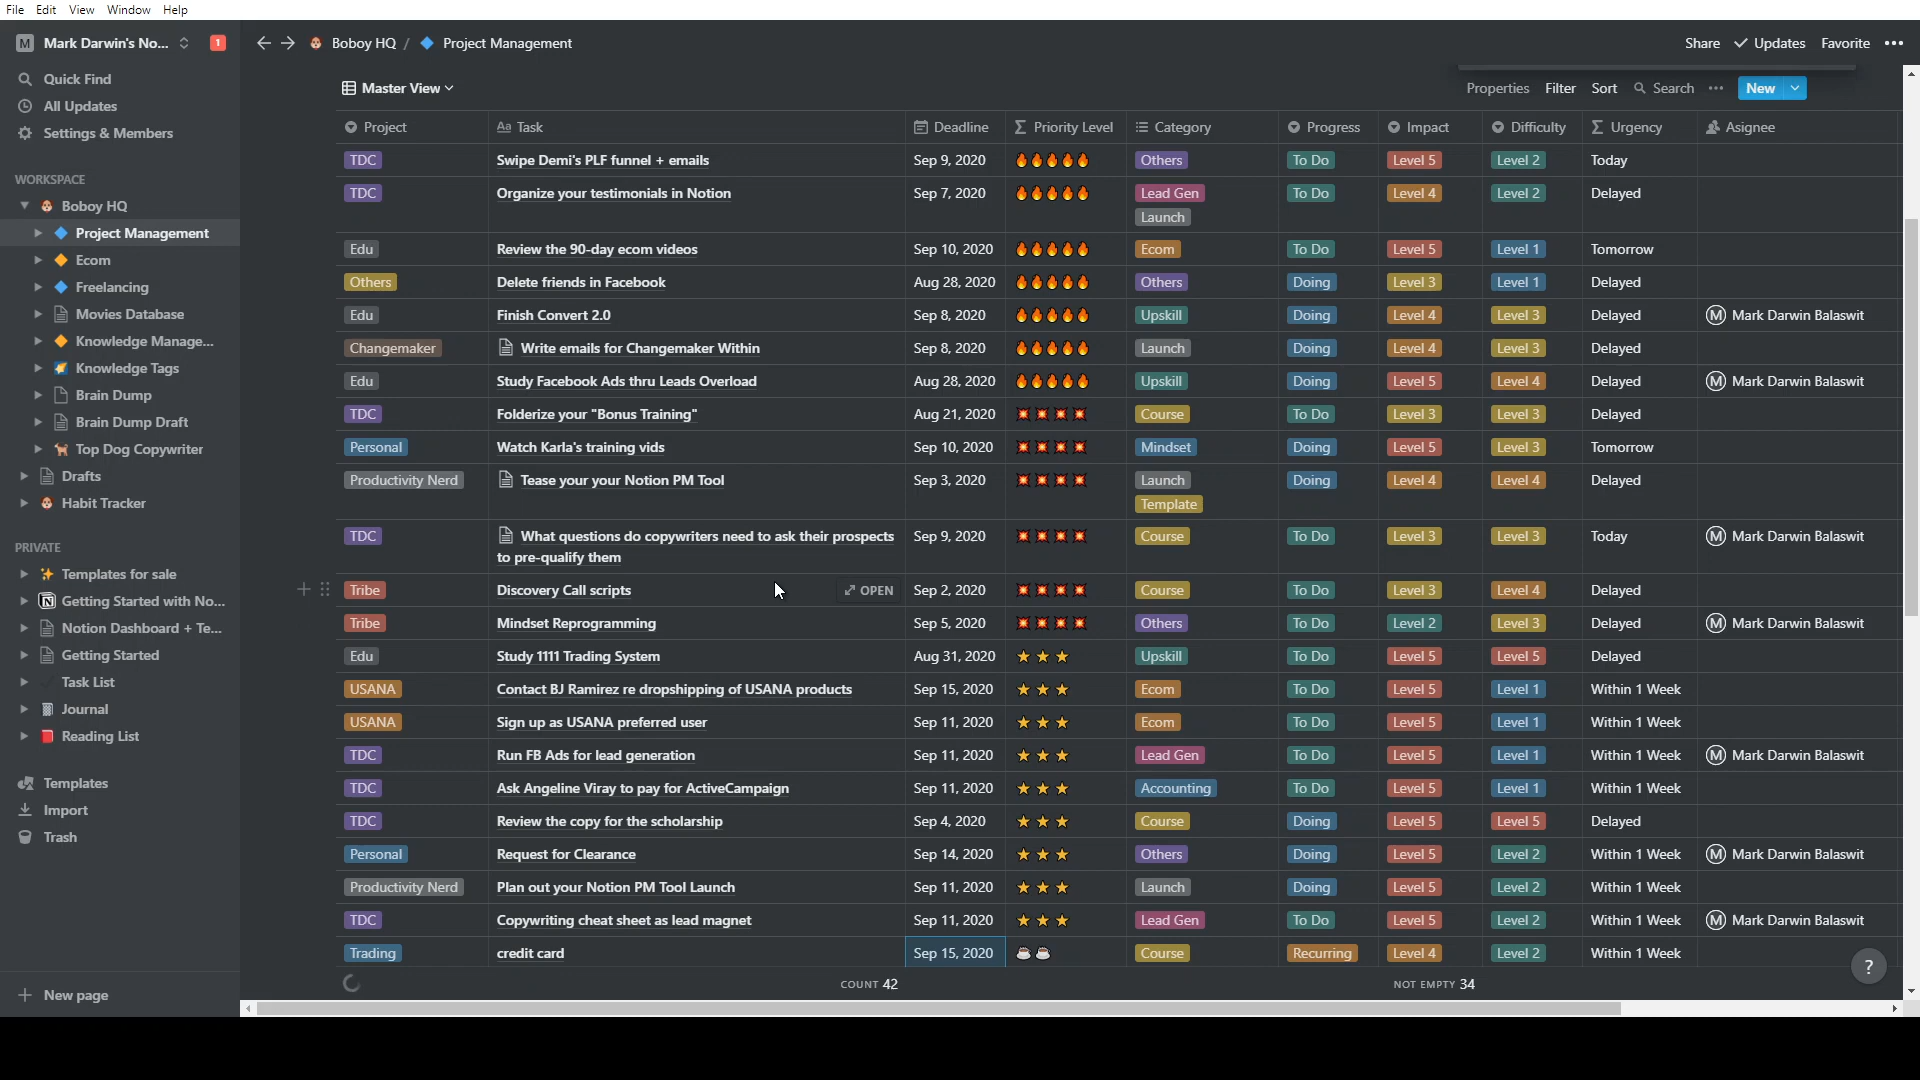 File Edit View Window Help
M Mark Darwin's No... 1
Boboy HQ / Project Management
Share Updates Favorite •••
Quick Find
All Updates
Settings & Members
WORKSPACE
Boboy HQ
Project Management
Ecom
Freelancing
Movies Database
Knowledge Manage...
Knowledge Tags
Brain Dump
Brain Dump Draft
Top Dog Copywriter
Drafts
Habit Tracker
PRIVATE
Templates for sale
Getting Started with No...
Notion Dashboard + Te...
Getting Started
Task List
Journal
Reading List
Templates
Import
Trash
+ New page
Master View
Properties Filter Sort Search ••• New
Project Aa Task Deadline Σ Priority Level Category Progress Impact Difficulty Σ Urgency Asignee
TDC Swipe Demi's PLF funnel + emails Sep 9, 2020 Others To Do Level 5 Level 2 Today
TDC Organize your testimonials in Notion Sep 7, 2020 Lead Gen To Do Level 4 Level 2 Delayed
Launch
Edu Review the 90-day ecom videos Sep 10, 2020 Ecom To Do Level 5 Level 1 Tomorrow
Others Delete friends in Facebook Aug 28, 2020 Others Doing Level 3 Level 1 Delayed
Edu Finish Convert 2.0 Sep 8, 2020 Upskill Doing Level 4 Level 3 Delayed M Mark Darwin Balaswit
Changemaker Write emails for Changemaker Within Sep 8, 2020 Launch Doing Level 4 Level 3 Delayed
Edu Study Facebook Ads thru Leads Overload Aug 28, 2020 Upskill Doing Level 5 Level 4 Delayed M Mark Darwin Balaswit
TDC Folderize your "Bonus Training" Aug 21, 2020 Course To Do Level 3 Level 3 Delayed
Personal Watch Karla's training vids Sep 10, 2020 Mindset Doing Level 5 Level 3 Tomorrow
Productivity Nerd Tease your your Notion PM Tool Sep 3, 2020 Launch Doing Level 4 Level 4 Delayed
Template
TDC What questions do copywriters need to ask their prospects Sep 9, 2020 Course To Do Level 3 Level 3 Today M Mark Darwin Balaswit
to pre-qualify them
Tribe Discovery Call scripts OPEN Sep 2, 2020 Course To Do Level 3 Level 4 Delayed
Tribe Mindset Reprogramming Sep 5, 2020 Others To Do Level 2 Level 3 Delayed M Mark Darwin Balaswit
Edu Study 1111 Trading System Aug 31, 2020 Upskill To Do Level 5 Level 5 Delayed
USANA Contact BJ Ramirez re dropshipping of USANA products Sep 15, 2020 Ecom To Do Level 5 Level 1 Within 1 Week
USANA Sign up as USANA preferred user Sep 11, 2020 Ecom To Do Level 5 Level 1 Within 1 Week
TDC Run FB Ads for lead generation Sep 11, 2020 Lead Gen To Do Level 5 Level 1 Within 1 Week M Mark Darwin Balaswit
TDC Ask Angeline Viray to pay for ActiveCampaign Sep 11, 2020 Accounting To Do Level 5 Level 1 Within 1 Week
TDC Review the copy for the scholarship Sep 4, 2020 Course Doing Level 5 Level 5 Delayed
Personal Request for Clearance Sep 14, 2020 Others Doing Level 5 Level 2 Within 1 Week M Mark Darwin Balaswit
Productivity Nerd Plan out your Notion PM Tool Launch Sep 11, 2020 Launch Doing Level 5 Level 2 Within 1 Week
TDC Copywriting cheat sheet as lead magnet Sep 11, 2020 Lead Gen To Do Level 5 Level 2 Within 1 Week M Mark Darwin Balaswit
Trading credit card Sep 15, 2020 Course Recurring Level 4 Level 2 Within 1 Week
COUNT 42 NOT EMPTY 34
?